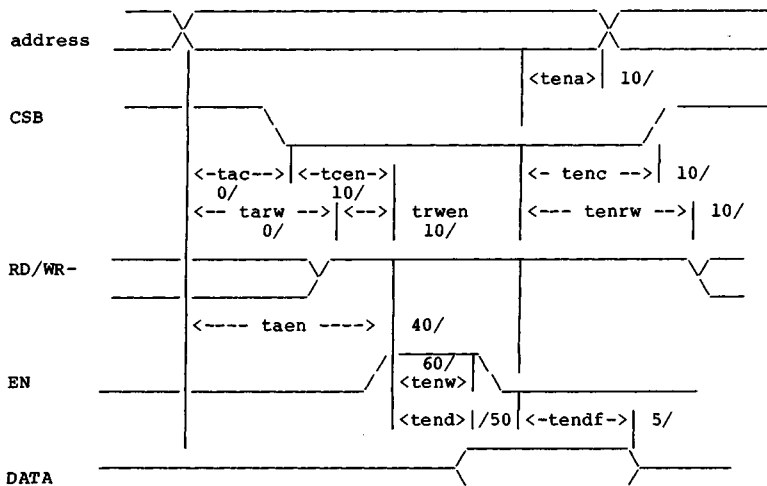 address
<tena> 10/
CSB
<-tac--> <-tcen-> <- tenc -> 10/
0/ 10/
<-- tarw --> <--> trwen <-- tenrw --> 10/
0/ 10/
RD/WR-
<---- taen ----> 40/
60/
EN <tenw>
<tend> /50 <-tendf-> 5/
DATA